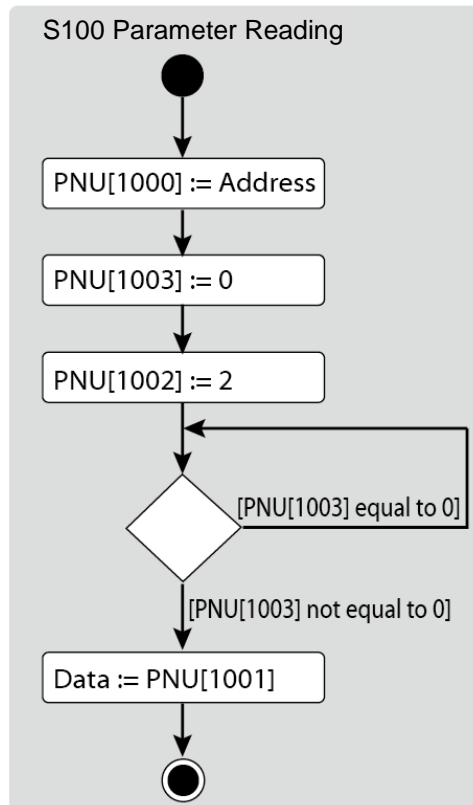 S100 Parameter Reading
PNU[1000] := Address
PNU[1003] := 0
PNU[1002] := 2
[PNU[1003] equal to 0]
[PNU[1003] not equal to 0]
Data := PNU[1001]